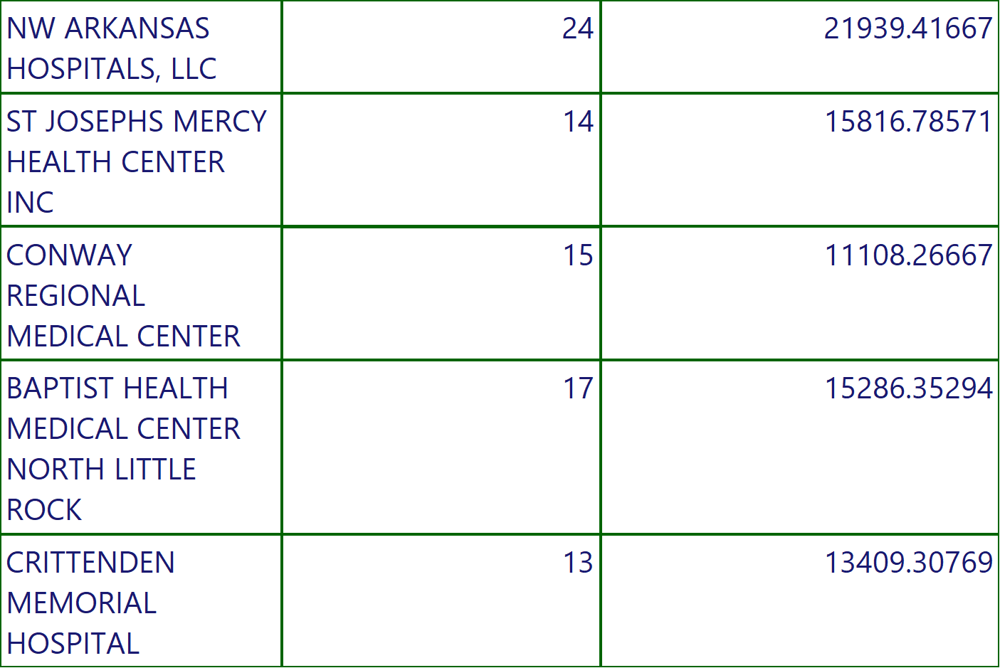 NW ARKANSAS 24 21939.41667
HOSPITALS, LLC
ST JOSEPHS MERCY 14 15816.78571
HEALTH CENTER
INC
CONWAY 15 11108.26667
REGIONAL
MEDICAL CENTER
BAPTIST HEALTH 17 15286.35294
MEDICAL CENTER
NORTH LITTLE
ROCK
CRITTENDEN 13 13409.30769
MEMORIAL
HOSPITAL